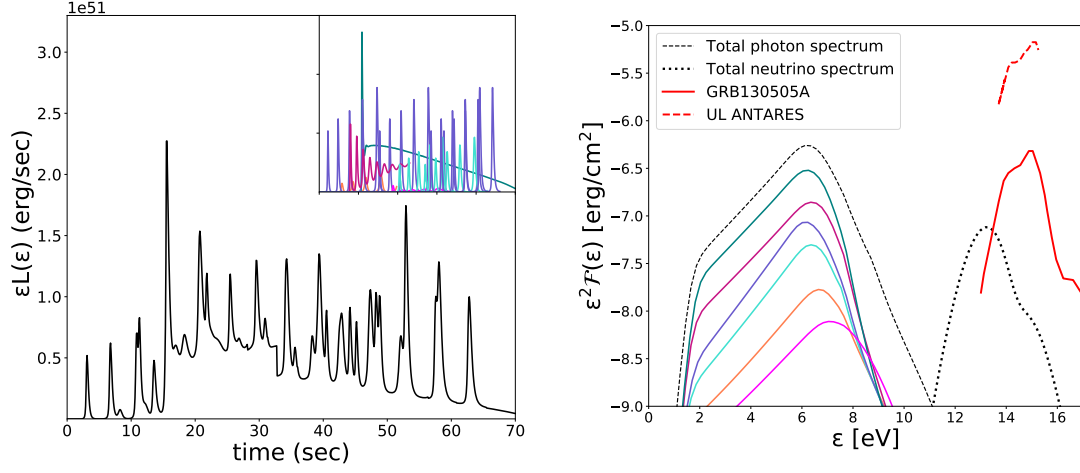 1e51
3.0
2.5
2.0
1.5
1.0
0.5
εL(ε) (erg/sec)
0 10 20 30 40 50 60 70
time (sec)
-5.0
-5.5
-6.0
-6.5
-7.0
-7.5
-8.0
-8.5
-9.0
ε²𝓕(ε) [erg/cm²]
Total photon spectrum
Total neutrino spectrum
GRB130505A
UL ANTARES
0 2 4 6 8 10 12 14 16
ε [eV]